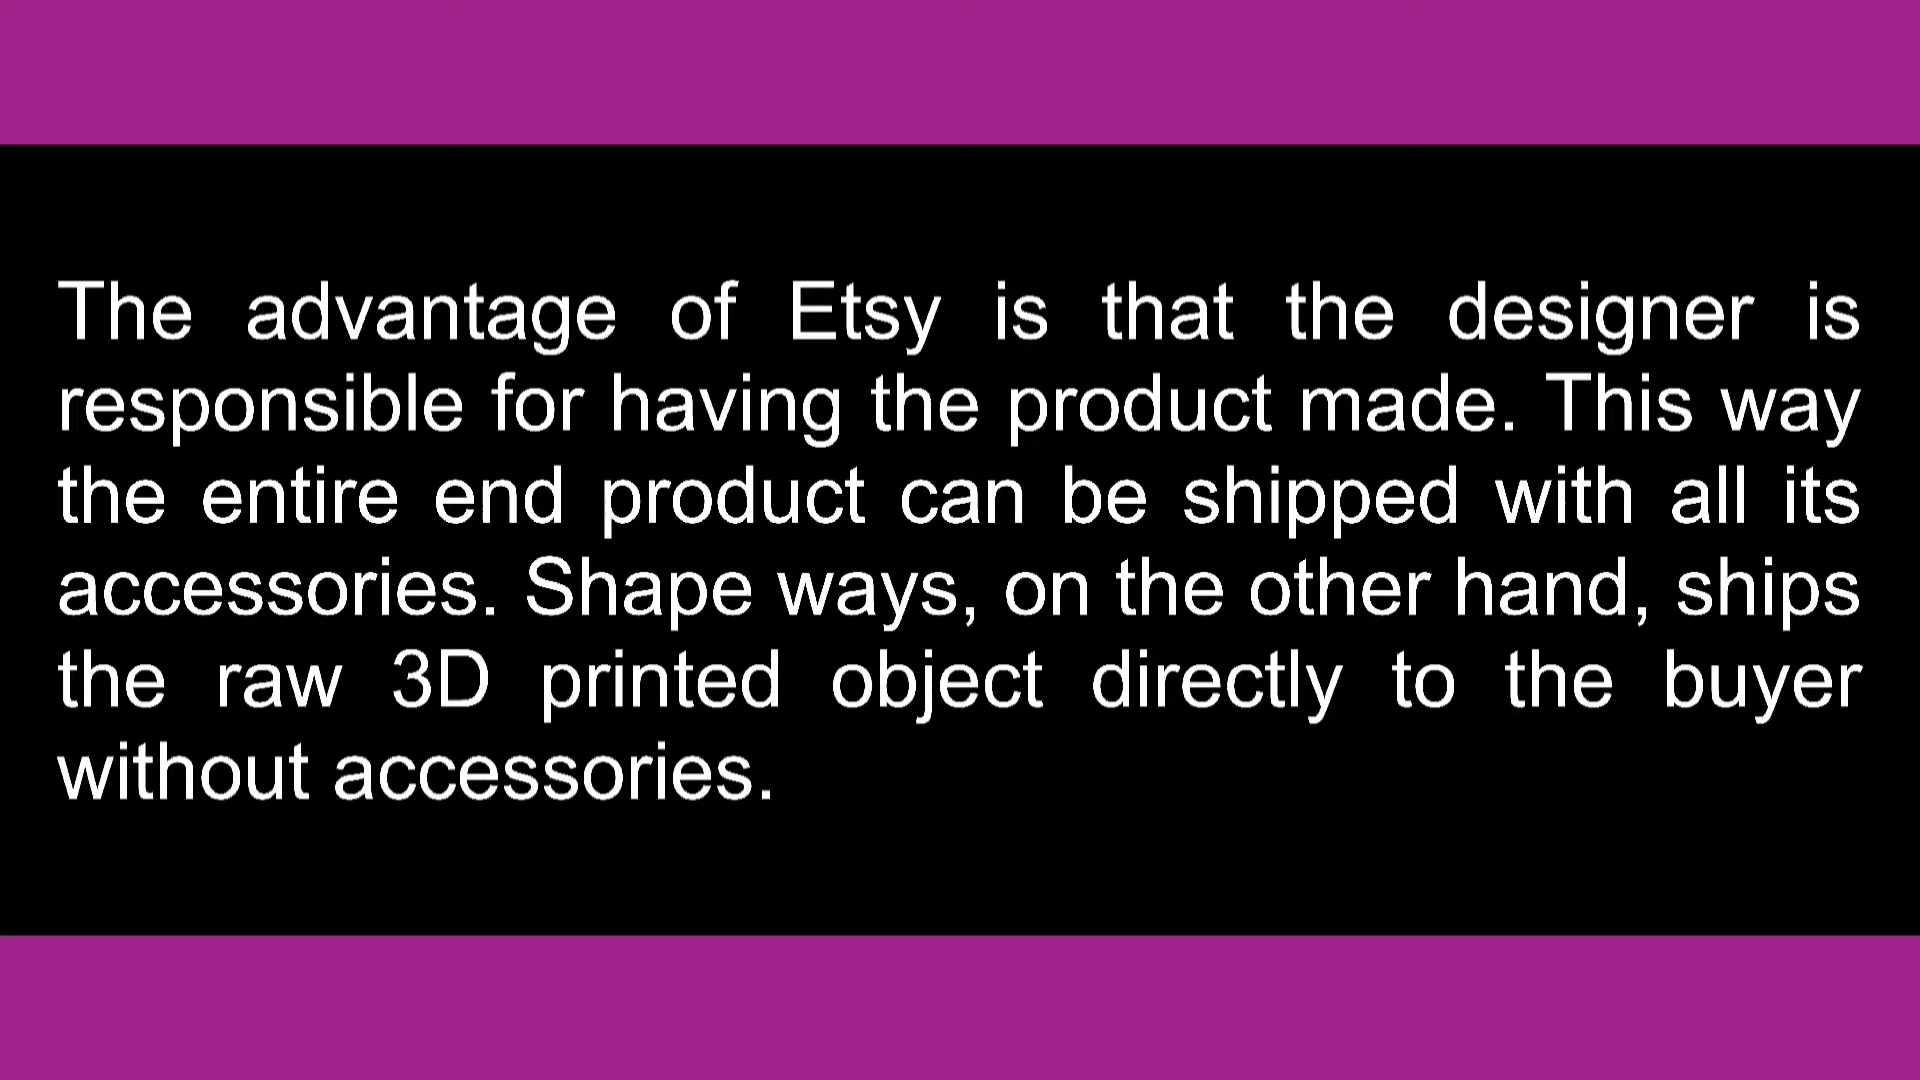 The advantage of Etsy is that the designer is
responsible for having the product made. This way
the entire end product can be shipped with all its
accessories. Shape ways, on the other hand, ships
the raw 3D printed object directly to the buyer
without accessories.